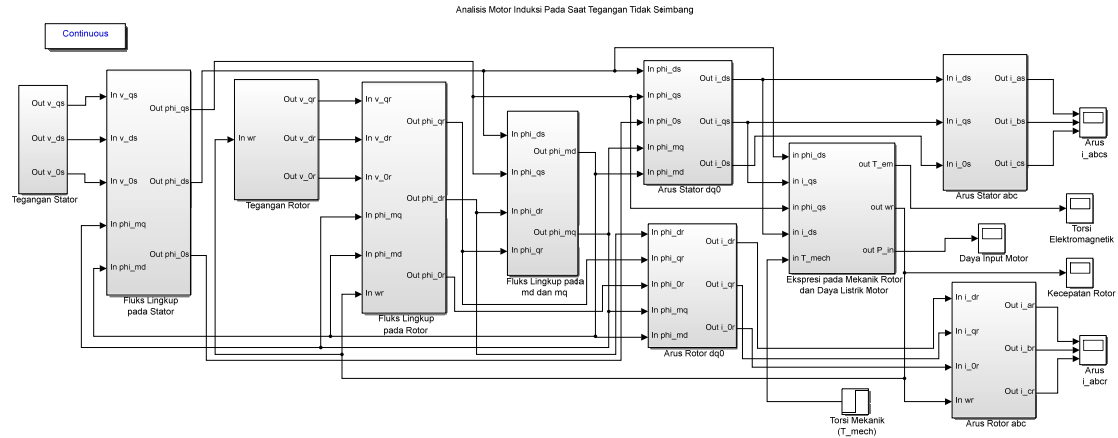 Analisis Motor Induksi Pada Saat Tegangan Tidak Seimbang
Continuous
Out v_qs
Out v_ds
Out v_0s
Tegangan Stator
In v_qs
In v_ds
In v_0s
In phi_mq
In phi_md
Out phi_qs
Out phi_ds
Out phi_0s
Fluks Lingkup
pada Stator
In wr
Out v_qr
Out v_dr
Out v_0r
Tegangan Rotor
In v_qr
In v_dr
In v_0r
In phi_mq
In phi_md
In wr
Out phi_qr
Out phi_dr
Out phi_0r
Fluks Lingkup
pada Rotor
In phi_ds
In phi_qs
In phi_dr
In phi_qr
Out phi_md
Out phi_mq
Fluks Lingkup pada
md dan mq
In phi_ds
In phi_qs
In phi_0s
In phi_mq
In phi_md
Out i_ds
Out i_qs
Out i_0s
Arus Stator dq0
In phi_dr
In phi_qr
In phi_0r
In phi_mq
In phi_md
Out i_dr
Out i_qr
Out i_0r
Arus Rotor dq0
in phi_ds
in i_qs
in phi_qs
in i_ds
in T_mech
out T_em
out wr
out P_in
Ekspresi pada Mekanik Rotor
dan Daya Listrik Motor
Torsi Mekanik
(T_mech)
In i_ds
In i_qs
In i_0s
Out i_as
Out i_bs
Out i_cs
Arus Stator abc
Arus
i_abcs
Torsi
Elektromagnetik
Daya Input Motor
Kecepatan Rotor
In i_dr
In i_qr
In i_0r
In wr
Out i_ar
Out i_br
Out i_cr
Arus Rotor abc
Arus
i_abcr